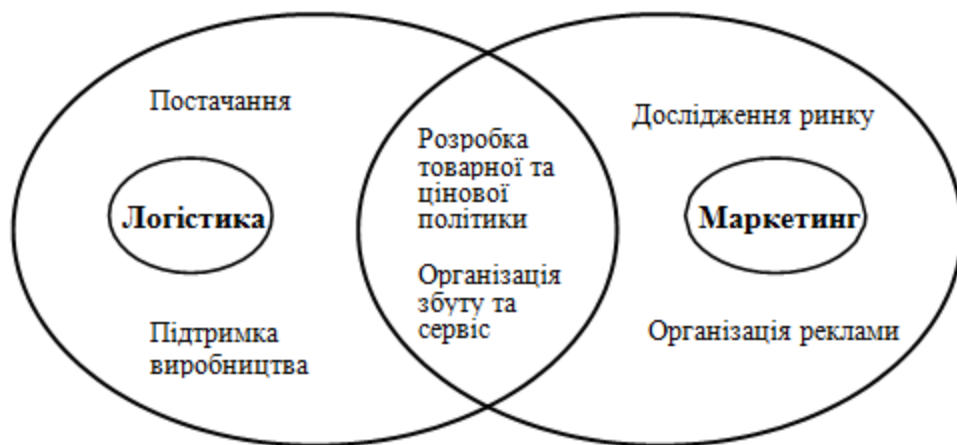 Постачання
Логістика
Підтримка
виробництва
Розробка
товарної та
цінової
політики
Організація
збуту та
сервіс
Дослідження ринку
Маркетинг
Організація реклами